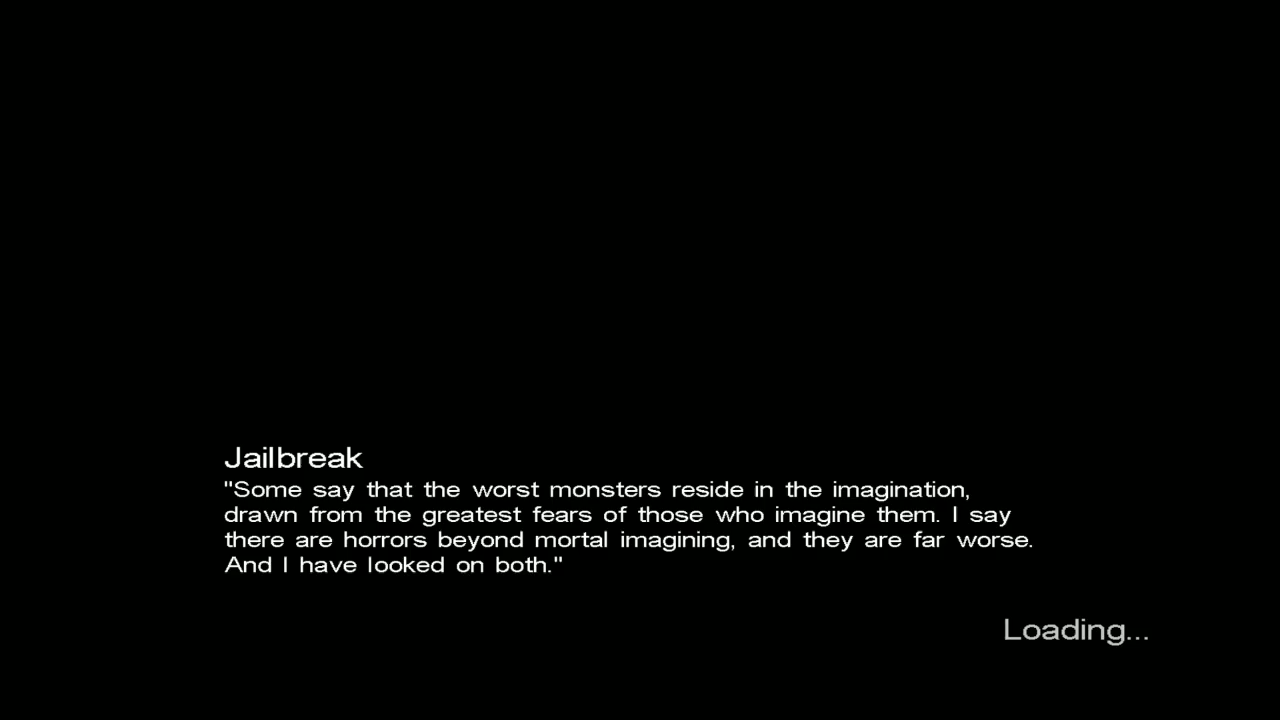 Jailbreak
"Some say that the worst monsters reside in the imagination,
drawn from the greatest fears of those who imagine them. I say
there are horrors beyond mortal imagining, and they are far worse.
And I have looked on both."
Loading...